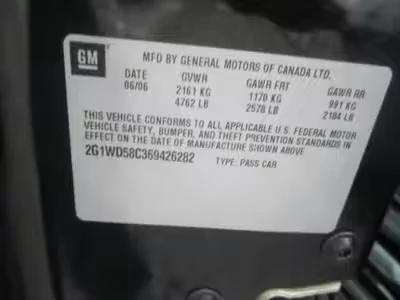 GM
MFD BY GENERAL MOTORS OF CANADA LTD.
DATE GVWR GAWR FRT GAWR RR
06/06 2161 KG 1170 KG 991 KG
4762 LB 2578 LB 2184 LB
THIS VEHICLE CONFORMS TO ALL APPLICABLE U.S. FEDERAL MOTOR
VEHICLE SAFETY, BUMPER, AND THEFT PREVENTION STANDARDS IN
EFFECT ON THE DATE OF MANUFACTURE SHOWN ABOVE
2G1WD58C369426282 TYPE: PASS CAR